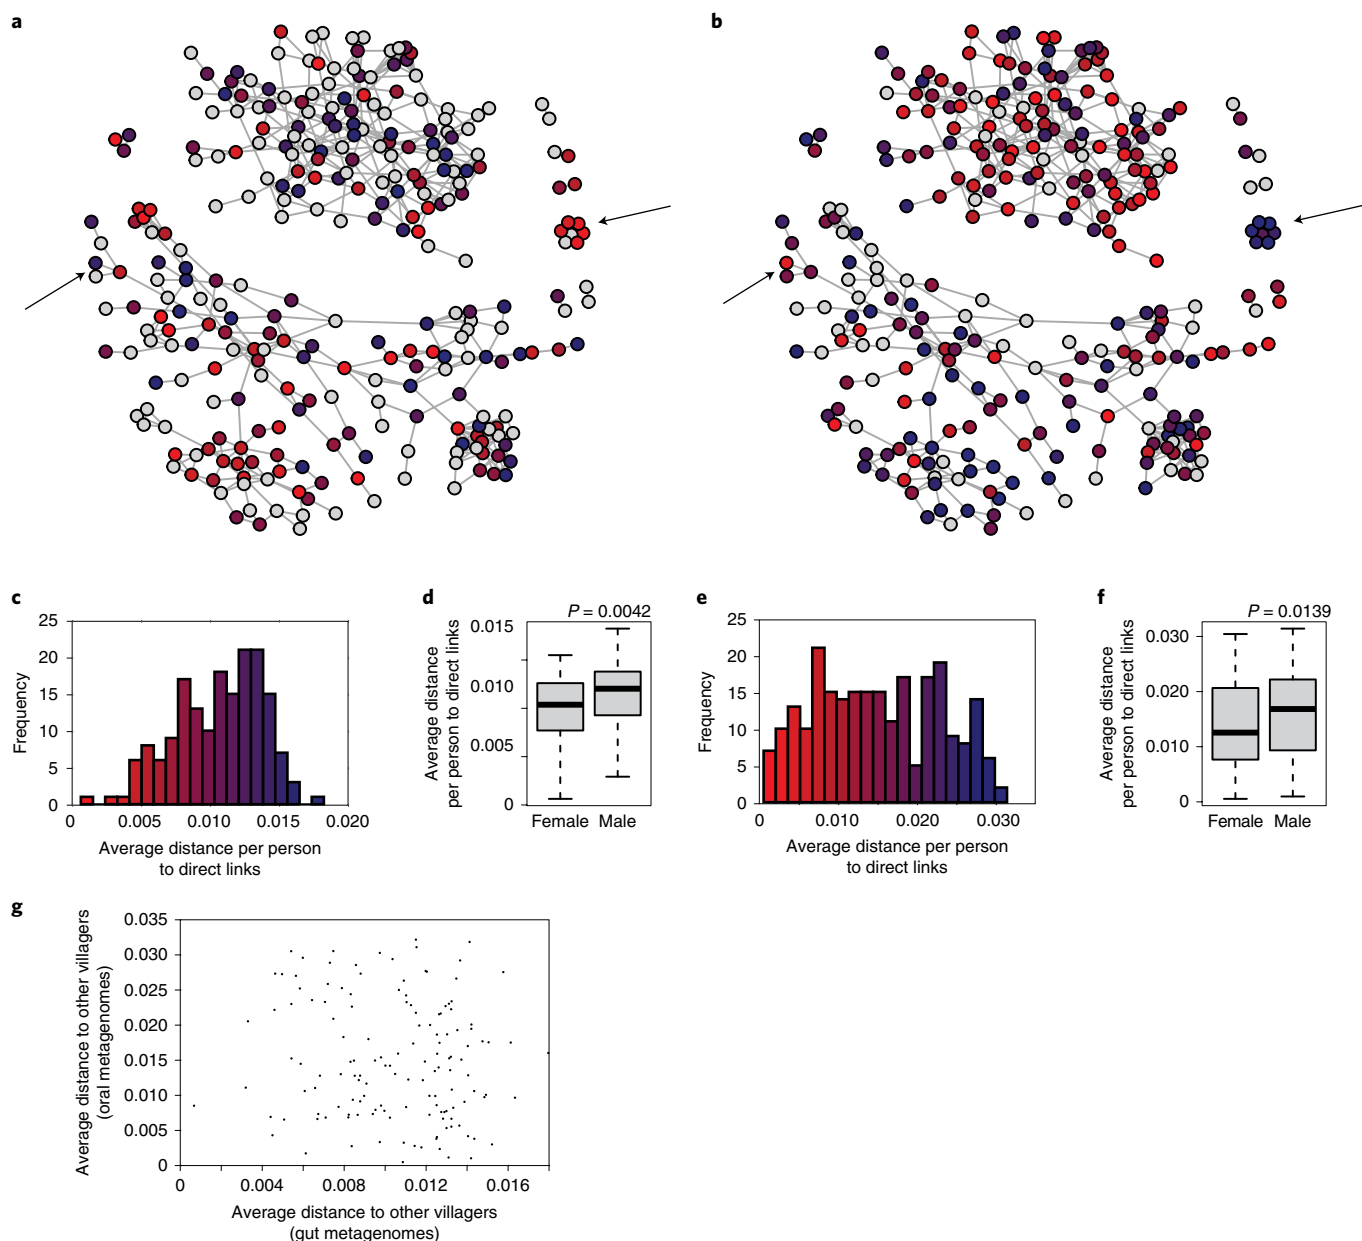 a
b
c
25
20
15
10
5
0
Frequency
0
0.005
0.010
0.015
0.020
Average distance per person
to direct links
d
P = 0.0042
0.015
0.010
0.005
0
Average distance
per person to direct links
Female
Male
e
25
20
15
10
5
0
Frequency
0
0.010
0.020
0.030
Average distance per person
to direct links
f
P = 0.0139
0.030
0.020
0.010
0
Average distance
per person to direct links
Female
Male
g
0.035
0.030
0.025
0.020
0.015
0.010
0.005
0
Average distance to other villagers
(oral metagenomes)
0
0.004
0.008
0.012
0.016
Average distance to other villagers
(gut metagenomes)